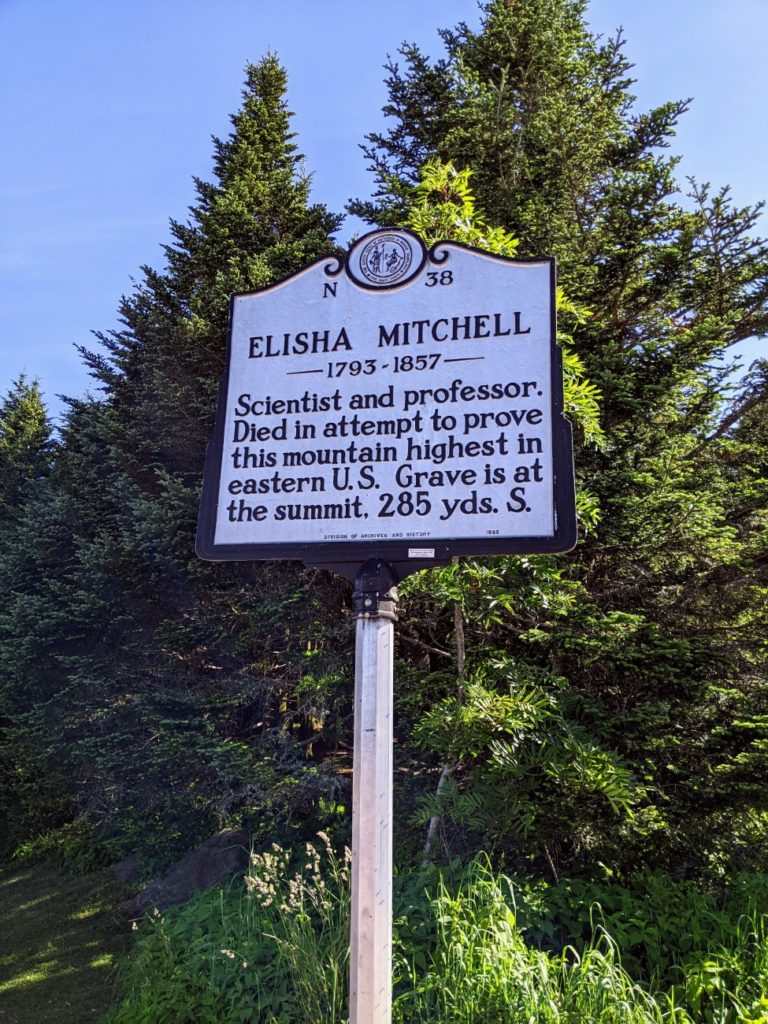 N 38
ELISHA MITCHELL
1793-1857
Scientist and professor.
Died in attempt to prove
this mountain highest in
eastern U.S. Grave is at
the summit, 285 yds. S.
DIVISION OF ARCHIVES AND HISTORY